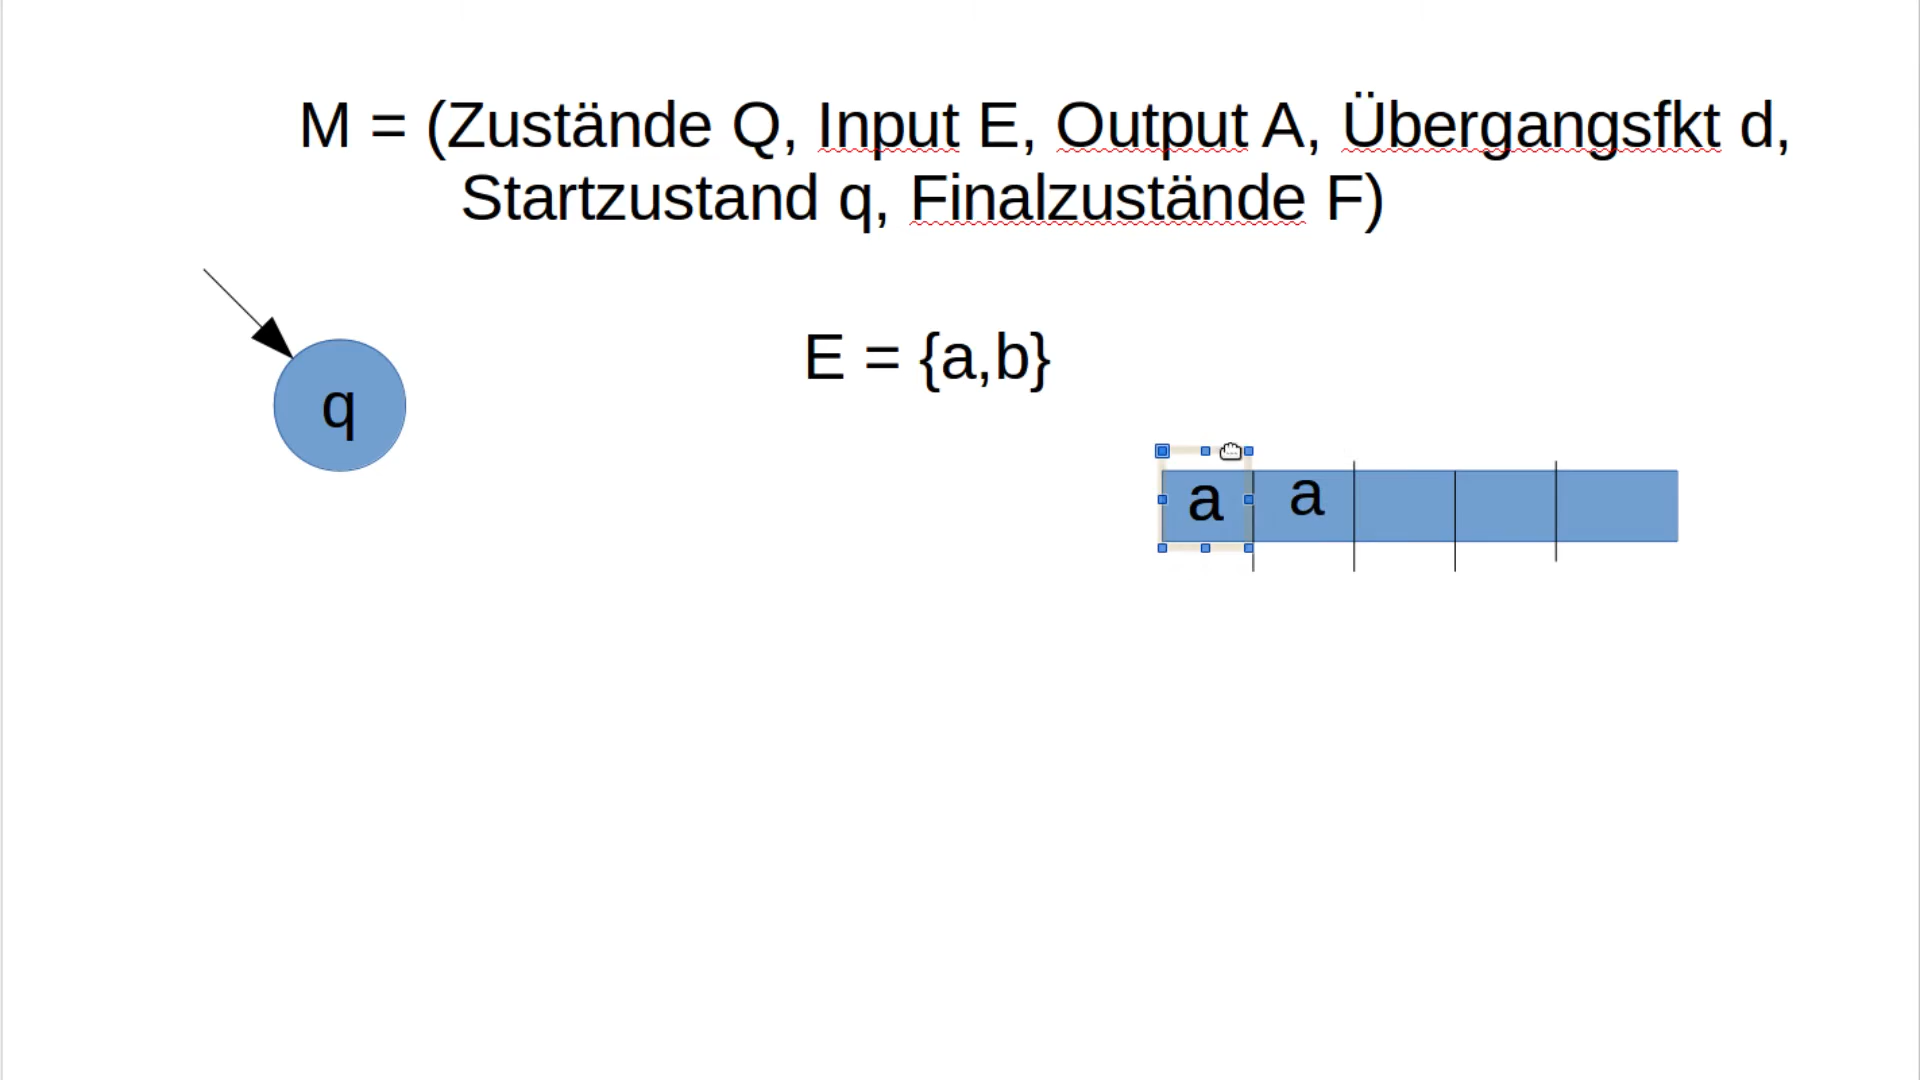 M = (Zustände Q, Input E, Output A, Übergangsfkt d,
Startzustand q, Finalzustände F)
q
E = {a,b}
a a